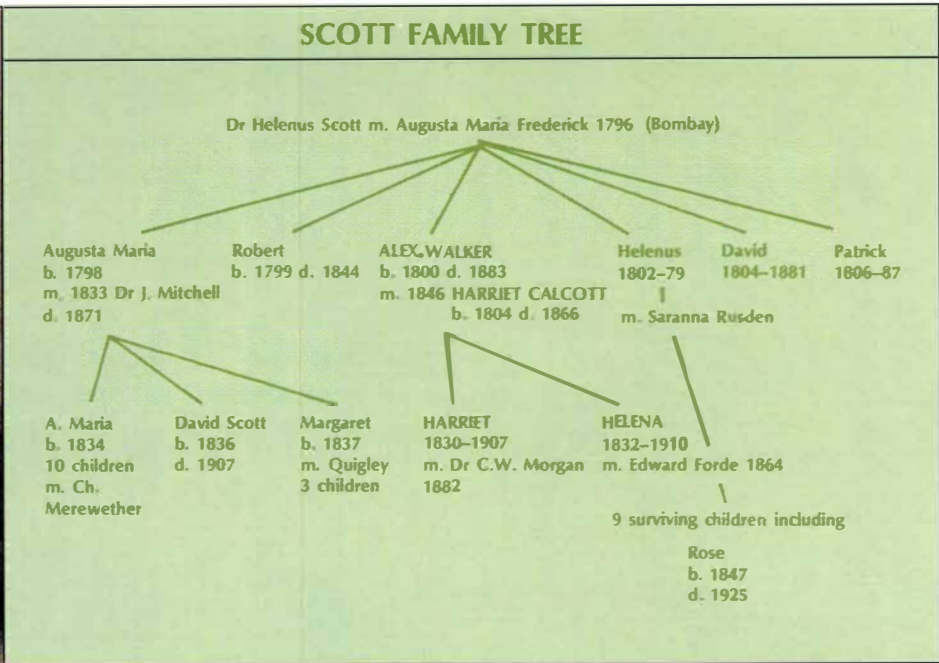 SCOTT FAMILY TREE
Dr Helenus Scott m. Augusta Maria Frederick 1796 (Bombay)
Augusta Maria
b. 1798
m. 1833 Dr J. Mitchell
d. 1871
Robert
b. 1799 d. 1844
ALEX. WALKER
b. 1800 d. 1883
m. 1846 HARRIET CALCOTT
b. 1804 d. 1866
Helenus
1802-79
m. Saranna Rusden
David
1804-1881
Patrick
1806-87
A. Maria
b. 1834
10 children
m. Ch.
Merewether
David Scott
b. 1836
d. 1907
Margaret
b. 1837
m. Quigley
3 children
HARRIET
1830-1907
m. Dr C.W. Morgan
1882
HELENA
1832-1910
m. Edward Forde 1864
9 surviving children including
Rose
b. 1847
d. 1925